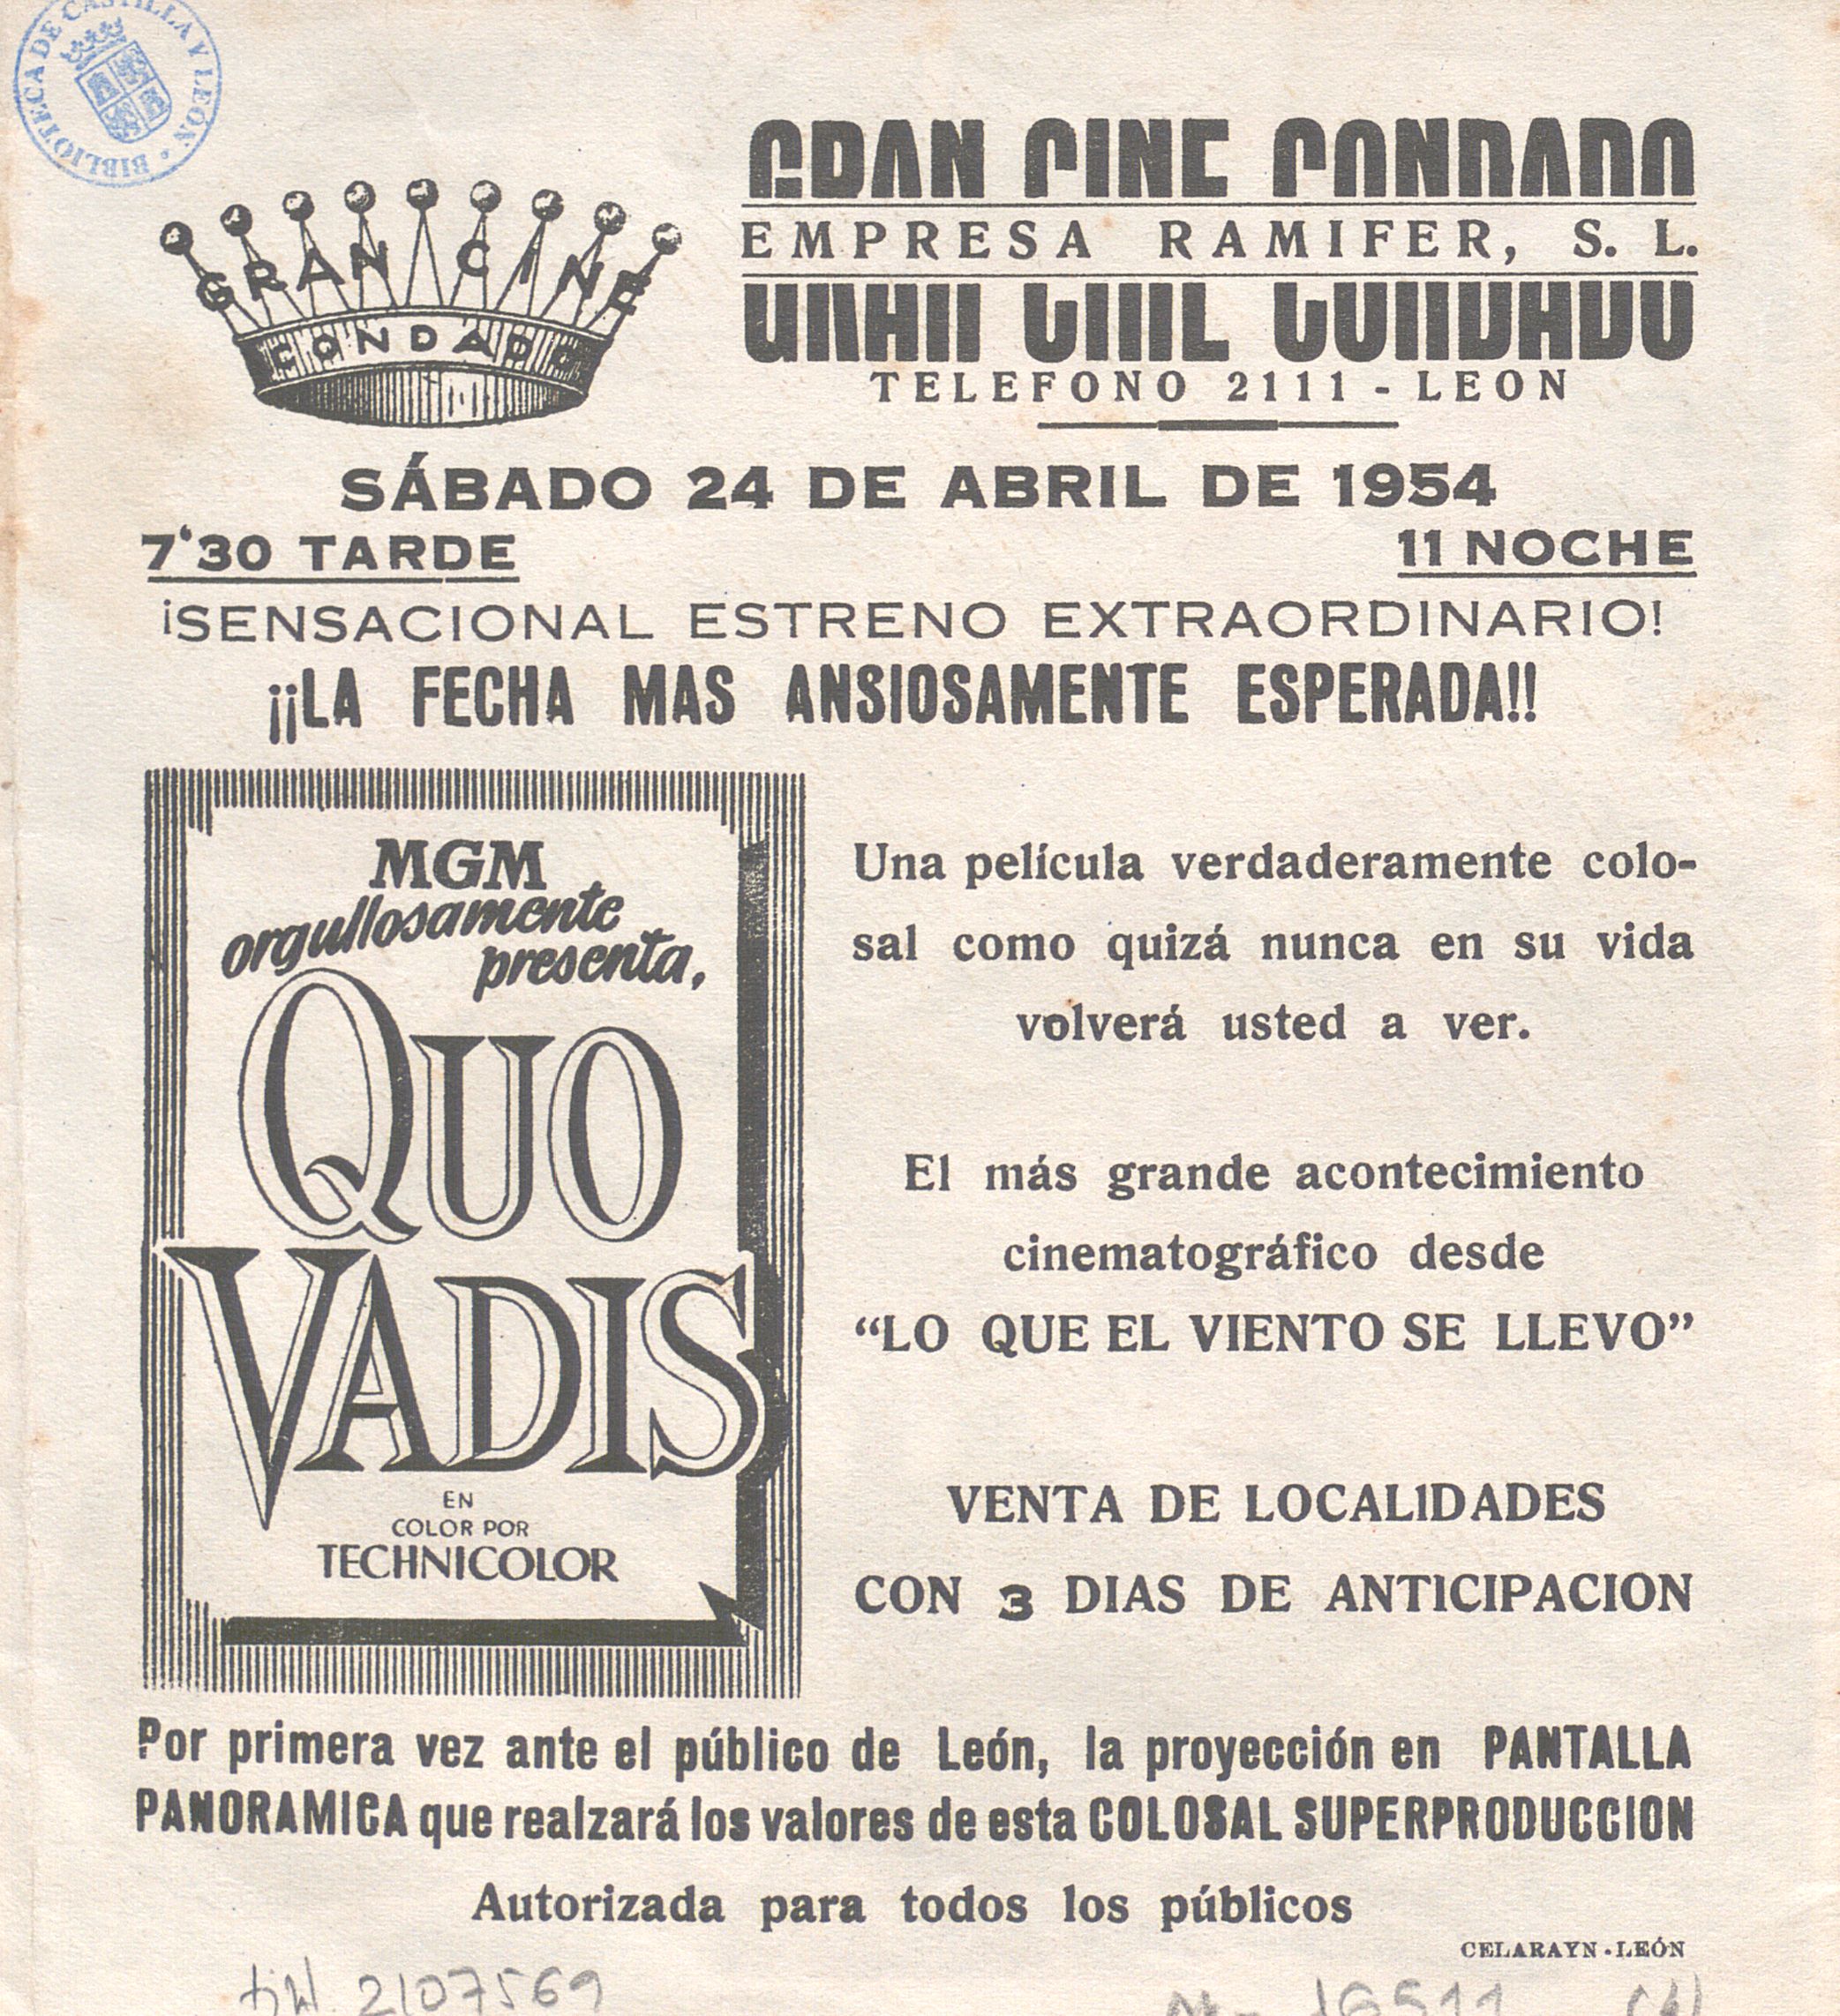 BIBLIOTECA DE CASTILLA Y LEÓN
GRAN CINE
CONDADO
GRAN CINE CONDADO
EMPRESA RAMIFER, S. L.
TELEFONO 2111 - LEON
SÁBADO 24 DE ABRIL DE 1954
7'30 TARDE
11 NOCHE
¡SENSACIONAL ESTRENO EXTRAORDINARIO!
¡¡LA FECHA MAS ANSIOSAMENTE ESPERADA!!
MGM
orgullosamente
presenta,
QUO
VADIS
EN
COLOR POR
TECHNICOLOR
Una película verdaderamente colo-
sal como quizá nunca en su vida
volverá usted a ver.
El más grande acontecimiento
cinematográfico desde
“LO QUE EL VIENTO SE LLEVO”
VENTA DE LOCALIDADES
CON 3 DIAS DE ANTICIPACION
Por primera vez ante el público de León, la proyección en PANTALLA
PANORAMICA que realzará los valores de esta COLOSAL SUPERPRODUCCION
Autorizada para todos los públicos
CELARAYN - LEÓN
2107569